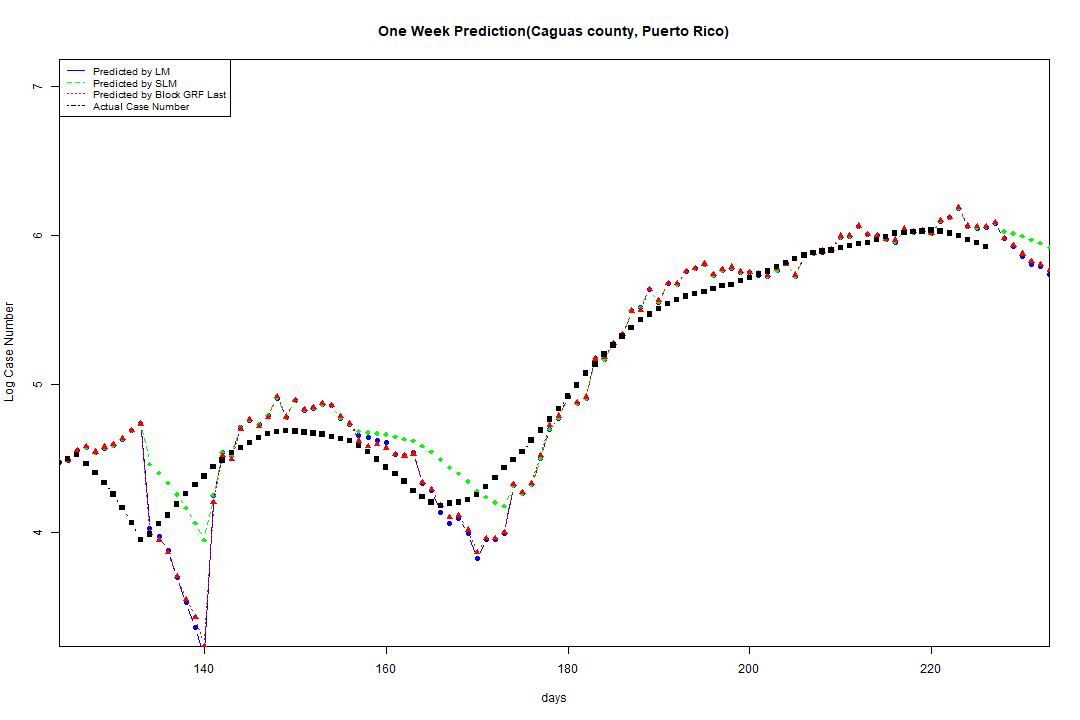 One Week Prediction(Caguas county, Puerto Rico)
Predicted by LM
Predicted by SLM
Predicted by Block GRF Last
Actual Case Number
7
6
5
4
Log Case Number
140 160 180 200 220
days